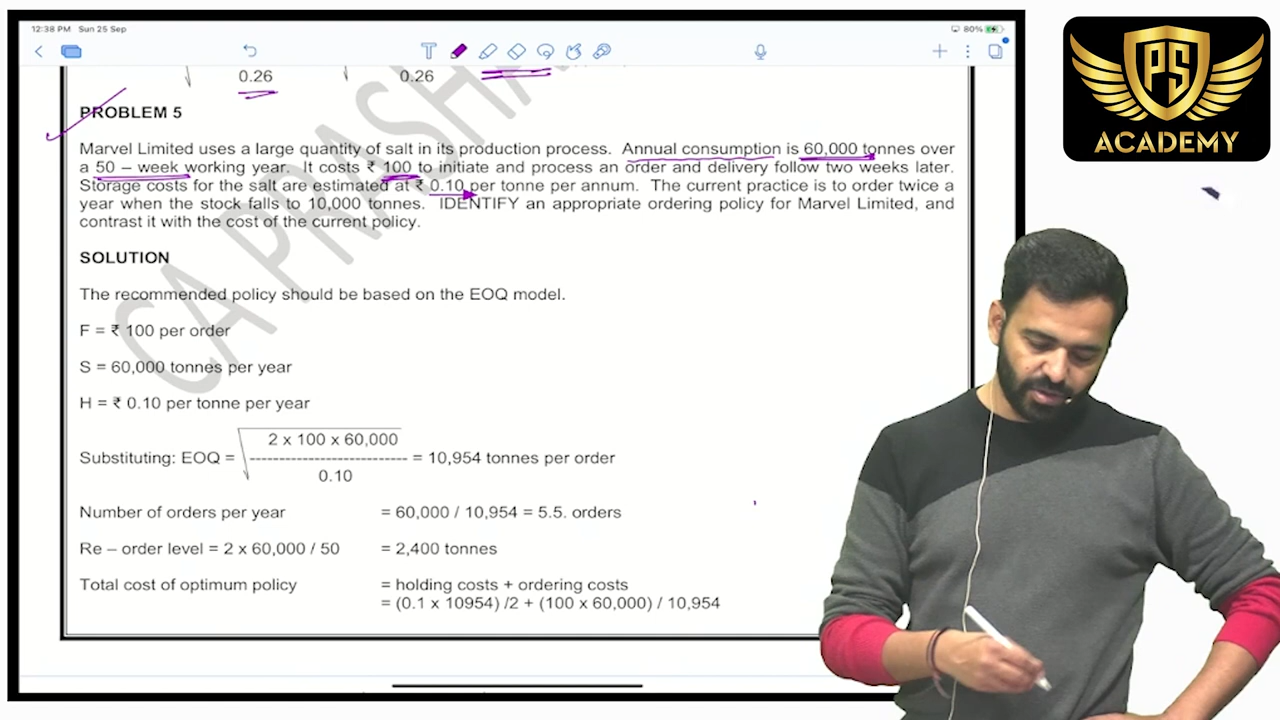 12:38 PM Sun 25 Sep
80%
PS
ACADEMY
0.26 0.26
PROBLEM 5
Marvel Limited uses a large quantity of salt in its production process. Annual consumption is 60,000 tonnes over
a 50 – week working year. It costs ₹ 100 to initiate and process an order and delivery follow two weeks later.
Storage costs for the salt are estimated at ₹ 0.10 per tonne per annum. The current practice is to order twice a
year when the stock falls to 10,000 tonnes. IDENTIFY an appropriate ordering policy for Marvel Limited, and
contrast it with the cost of the current policy.
SOLUTION
The recommended policy should be based on the EOQ model.
F = ₹ 100 per order
S = 60,000 tonnes per year
H = ₹ 0.10 per tonne per year
2 x 100 x 60,000
Substituting: EOQ = √ ---------------------------------- = 10,954 tonnes per order
0.10
Number of orders per year = 60,000 / 10,954 = 5.5. orders
Re – order level = 2 x 60,000 / 50 = 2,400 tonnes
Total cost of optimum policy = holding costs + ordering costs
= (0.1 x 10954) /2 + (100 x 60,000) / 10,954
CA PRASHA